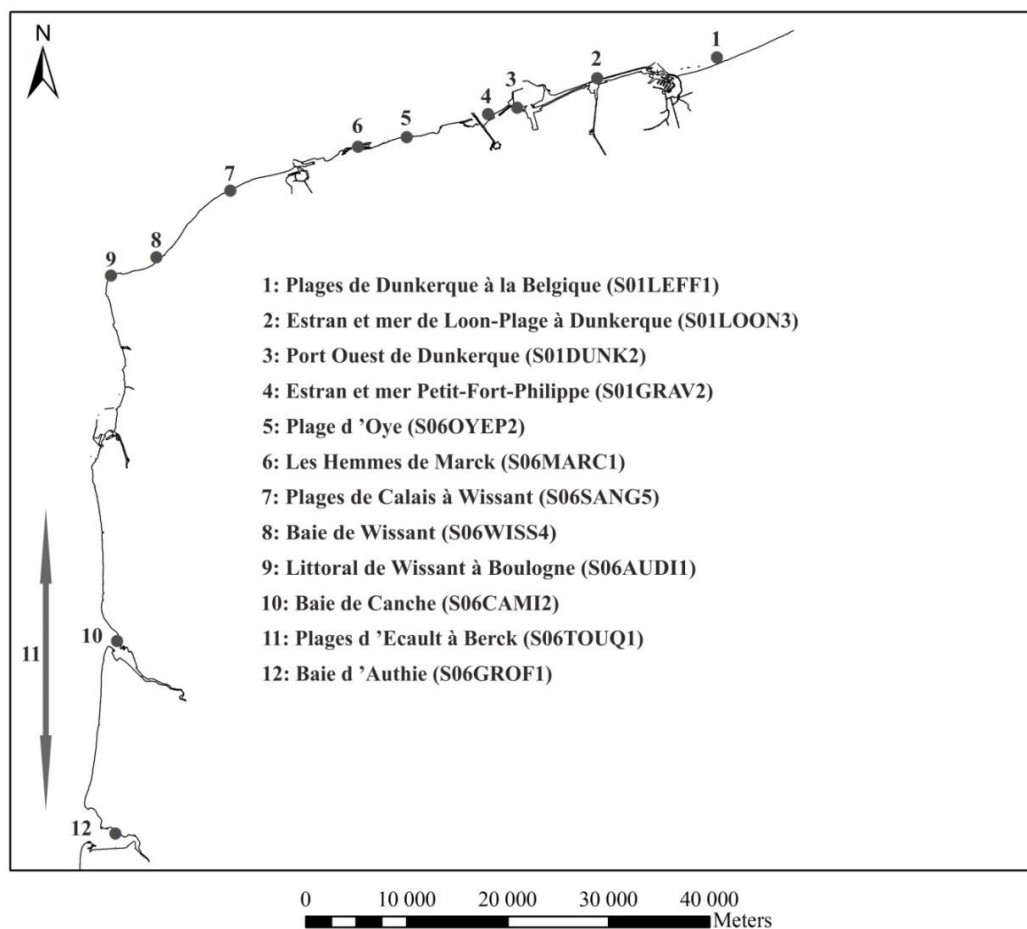 N
1
2
3
4
5
6
7
8
9
1: Plages de Dunkerque à la Belgique (S01LEFF1)
2: Estran et mer de Loon-Plage à Dunkerque (S01LOON3)
3: Port Ouest de Dunkerque (S01DUNK2)
4: Estran et mer Petit-Fort-Philippe (S01GRAV2)
5: Plage d ’Oye (S06OYEP2)
6: Les Hemmes de Marck (S06MARC1)
7: Plages de Calais à Wissant (S06SANG5)
8: Baie de Wissant (S06WISS4)
9: Littoral de Wissant à Boulogne (S06AUDI1)
10: Baie de Canche (S06CAMI2)
11: Plages d ’Ecault à Berck (S06TOUQ1)
12: Baie d ’Authie (S06GROF1)
10
11
12
0 10 000 20 000 30 000 40 000
Meters